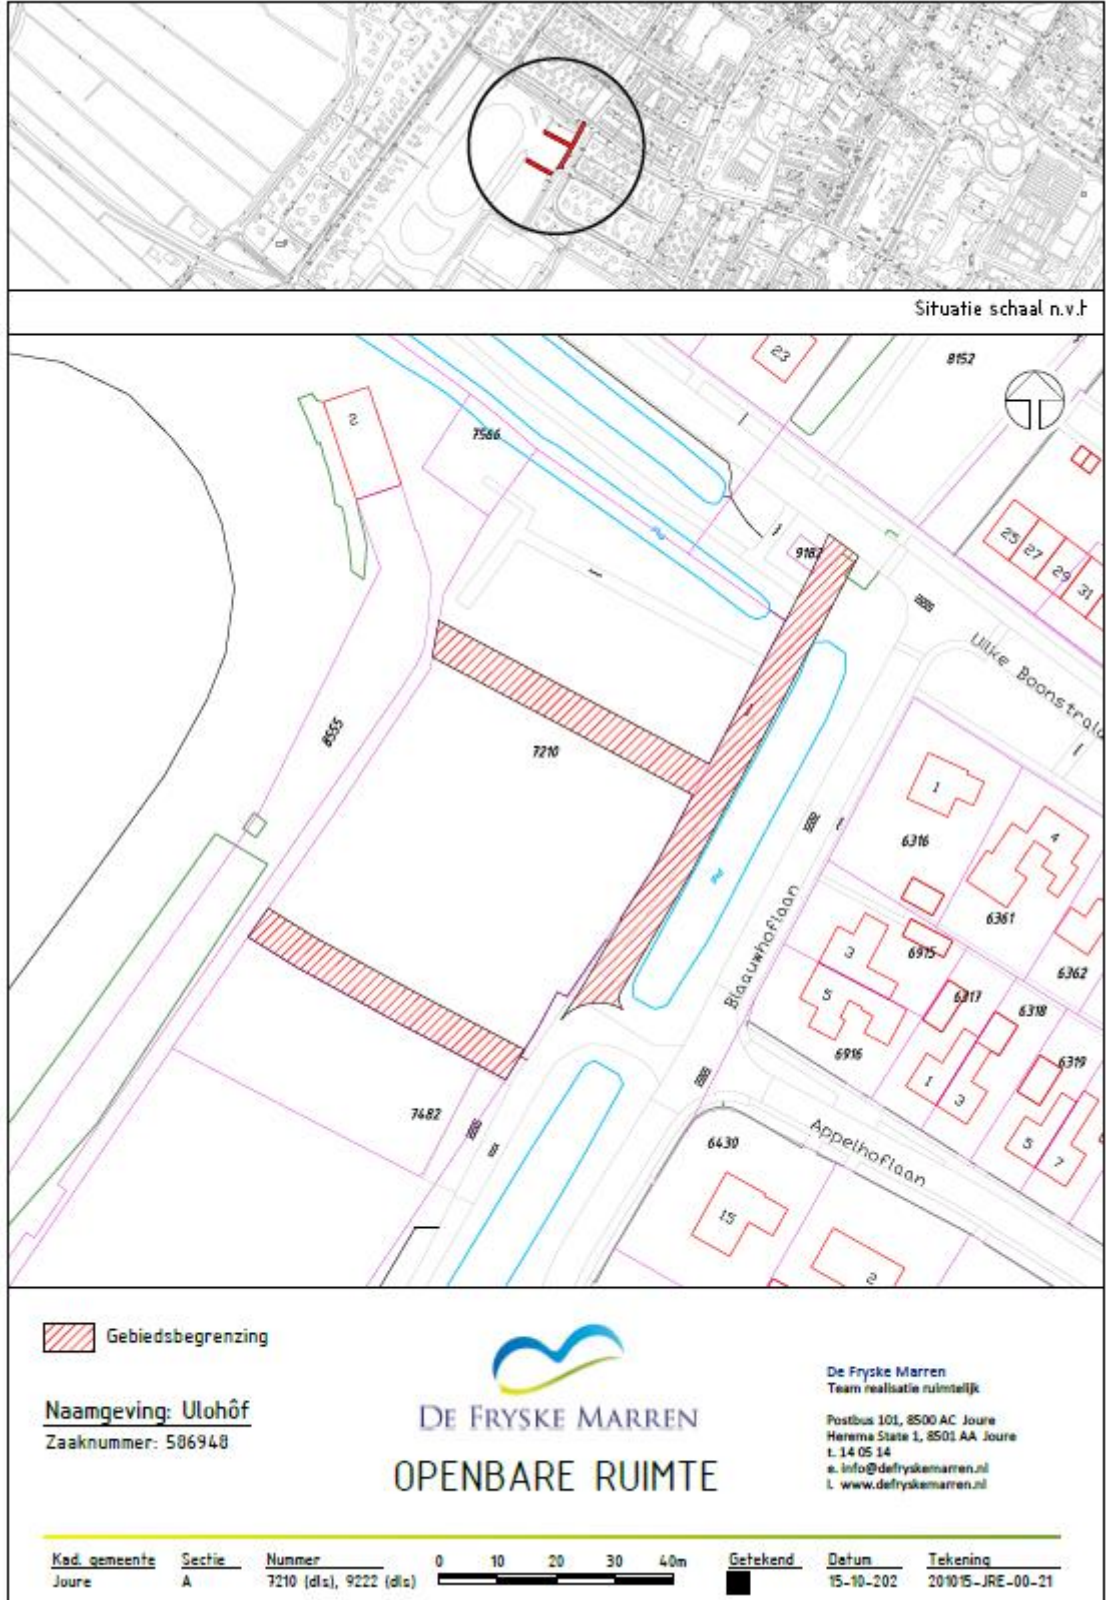 Situatie schaal n.v.t
23
8152
2
7566
9187
25
27
29
31
Uilke Boonstrala
8555
7210
1
4
6316
6361
Blaauwhoflaan
3
6915
6362
5
6317
6318
6916
6319
1
3
7482
Appelhoflaan
5
7
6430
15
2
Gebiedsbegrenzing
Naamgeving: Ulohôf
Zaaknummer: 586948
DE FRYSKE MARREN
OPENBARE RUIMTE
De Fryske Marren
Team realisatie ruimtelijk
Postbus 101, 8500 AC Joure
Herema State 1, 8501 AA Joure
t. 14 05 14
e. info@defryskemarren.nl
i. www.defryskemarren.nl
Kad. gemeente Sectie Nummer 0 10 20 30 40m Getekend Datum Tekening
Joure A 7210 (dls), 9222 (dls) 15-10-202 201015-JRE-00-21